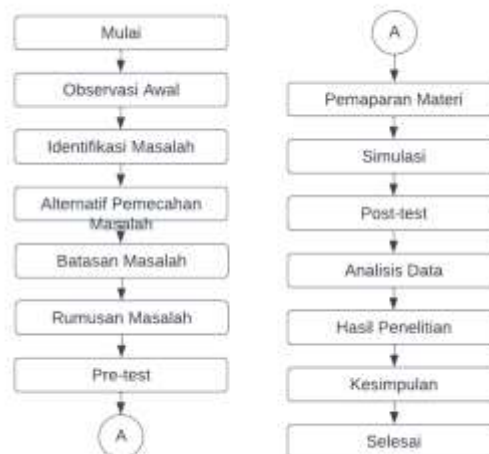 Mulai
Observasi Awal
Identifikasi Masalah
Alternatif Pemecahan
Masalah
Batasan Masalah
Rumusan Masalah
Pre-test
A
A
Pemaparan Materi
Simulasi
Post-test
Analisis Data
Hasil Penelitian
Kesimpulan
Selesai